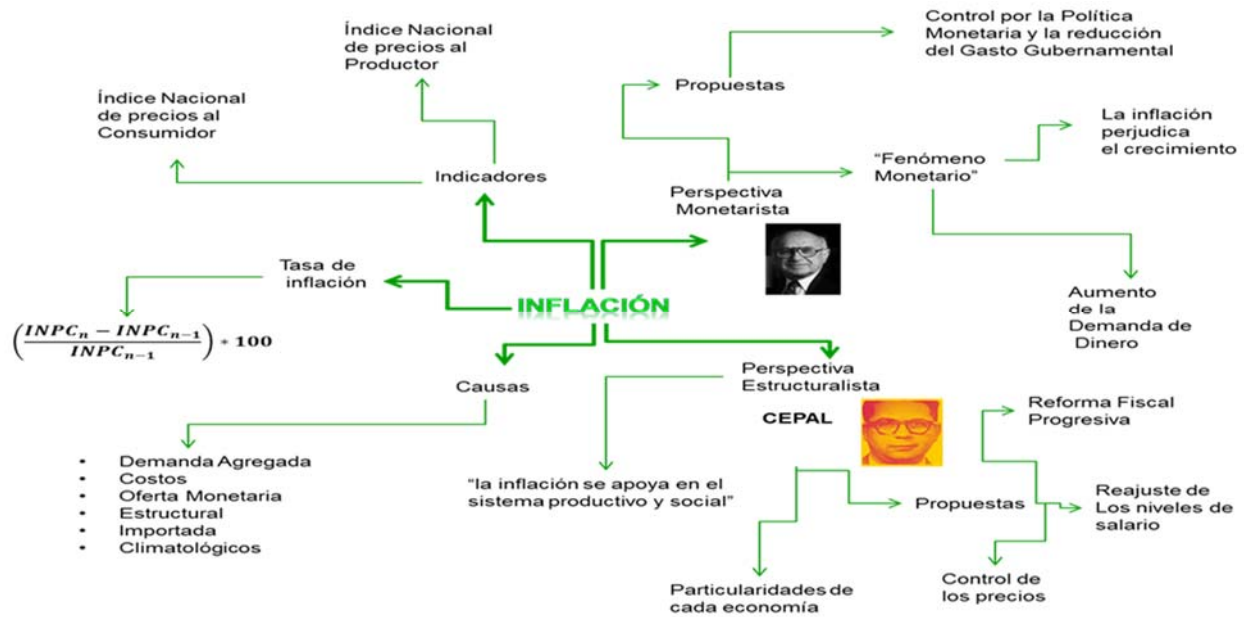 Índice Nacional
de precios al
Productor
Índice Nacional
de precios al
Consumidor
Indicadores
Control por la Política
Monetaria y la reducción
del Gasto Gubernamental
Propuestas
La inflación
perjudica
el crecimiento
"Fenómeno
Monetario"
Perspectiva
Monetarista
Aumento
de la
Demanda de
Dinero
Tasa de
inflación
(INPCₙ − INPCₙ₋₁ / INPCₙ₋₁) * 100
INFLACIÓN
Causas
• Demanda Agregada
• Costos
• Oferta Monetaria
• Estructural
• Importada
• Climatológicos
Perspectiva
Estructuralista
CEPAL
"la inflación se apoya en el
sistema productivo y social"
Propuestas
Reforma Fiscal
Progresiva
Reajuste de
Los niveles de
salario
Control de
los precios
Particularidades de
cada economía